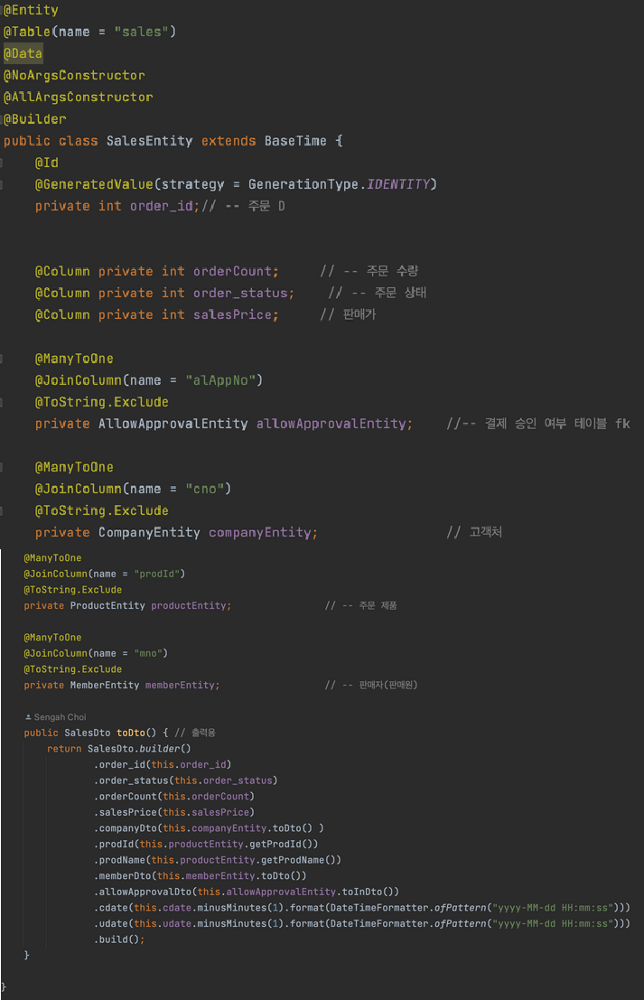 @Entity
@Table(name = "sales")
@Data
@NoArgsConstructor
@AllArgsConstructor
@Builder
public class SalesEntity extends BaseTime {
    @Id
    @GeneratedValue(strategy = GenerationType.IDENTITY)
    private int order_id;// -- 주문 D
    @Column private int orderCount;     // -- 주문 수량
    @Column private int order_status;    // -- 주문 상태
    @Column private int salesPrice;     // 판매가
    @ManyToOne
    @JoinColumn(name = "alAppNo")
    @ToString.Exclude
    private AllowApprovalEntity allowApprovalEntity;    //-- 결제 승인 여부 테이블 fk
    @ManyToOne
    @JoinColumn(name = "cno")
    @ToString.Exclude
    private CompanyEntity companyEntity;                // 고객처
    @ManyToOne
    @JoinColumn(name = "prodId")
    @ToString.Exclude
    private ProductEntity productEntity;                // -- 주문 제품
    @ManyToOne
    @JoinColumn(name = "mno")
    @ToString.Exclude
    private MemberEntity memberEntity;                  // -- 판매자(판매원)
    Sengah Choi
    public SalesDto toDto() { // 출력용
        return SalesDto.builder()
                .order_id(this.order_id)
                .order_status(this.order_status)
                .orderCount(this.orderCount)
                .salesPrice(this.salesPrice)
                .companyDto(this.companyEntity.toDto() )
                .prodId(this.productEntity.getProdId())
                .prodName(this.productEntity.getProdName())
                .memberDto(this.memberEntity.toDto())
                .allowApprovalDto(this.allowApprovalEntity.toInDto())
                .cdate(this.cdate.minusMinutes(1).format(DateTimeFormatter.ofPattern("yyyy-MM-dd HH:mm:ss")))
                .udate(this.udate.minusMinutes(1).format(DateTimeFormatter.ofPattern("yyyy-MM-dd HH:mm:ss")))
                .build();
    }
}